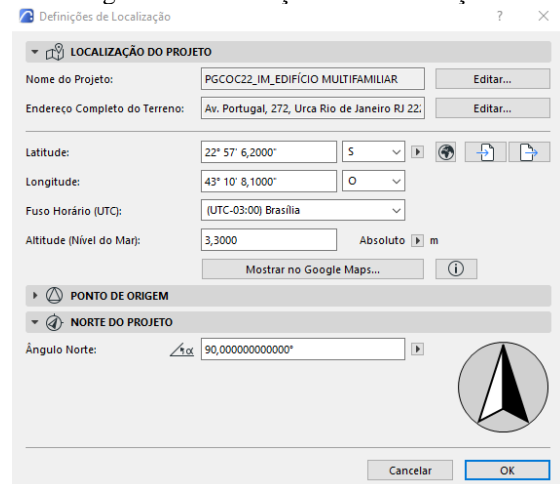 Definições de Localização
LOCALIZAÇÃO DO PROJETO
Nome do Projeto: PGCOC22_IM_EDIFÍCIO MULTIFAMILIAR Editar...
Endereço Completo do Terreno: Av. Portugal, 272, Urca Rio de Janeiro RJ 22 Editar...
Latitude: 22° 57' 6,2000" S
Longitude: 43° 10' 8,1000" O
Fuso Horário (UTC): (UTC-03:00) Brasília
Altitude (Nível do Mar): 3,3000 Absoluto m
Mostrar no Google Maps...
PONTO DE ORIGEM
NORTE DO PROJETO
Ângulo Norte: 90,000000000000°
Cancelar OK